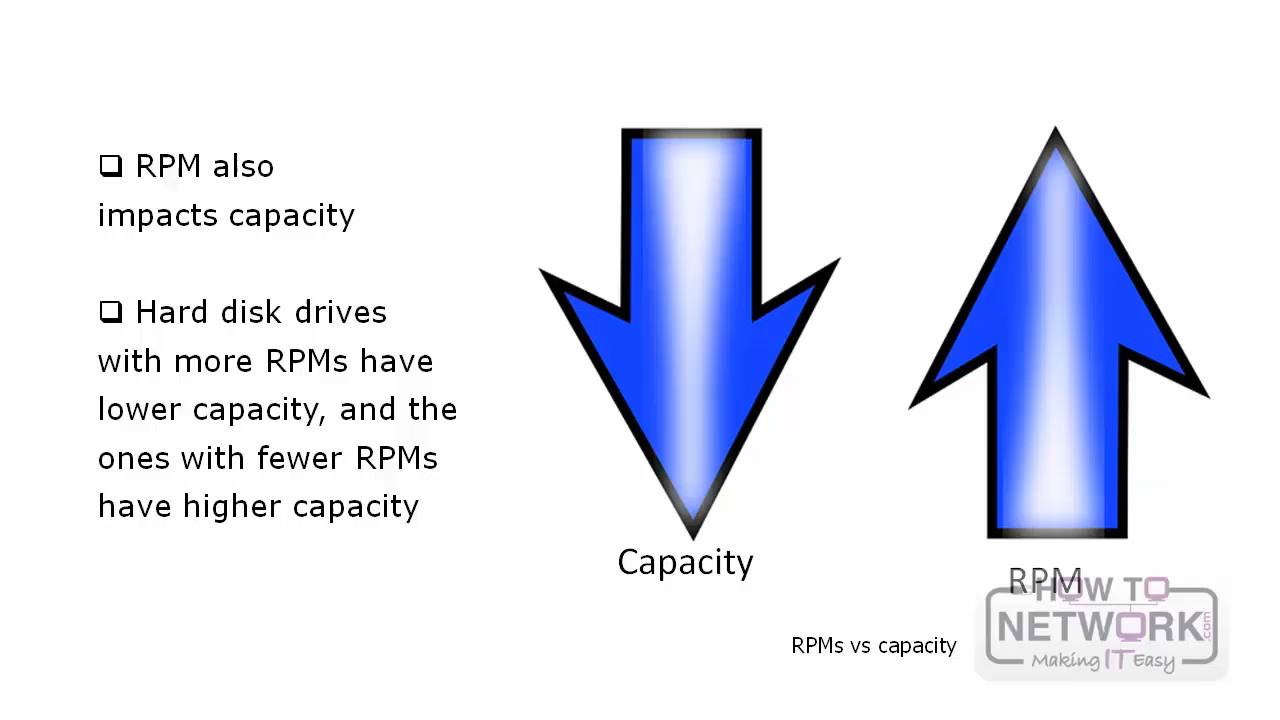 ❑ RPM also
impacts capacity
❑ Hard disk drives
with more RPMs have
lower capacity, and the
ones with fewer RPMs
have higher capacity
Capacity
RPM
RPMs vs capacity
HOW TO
NETWORK.com
Making IT Easy